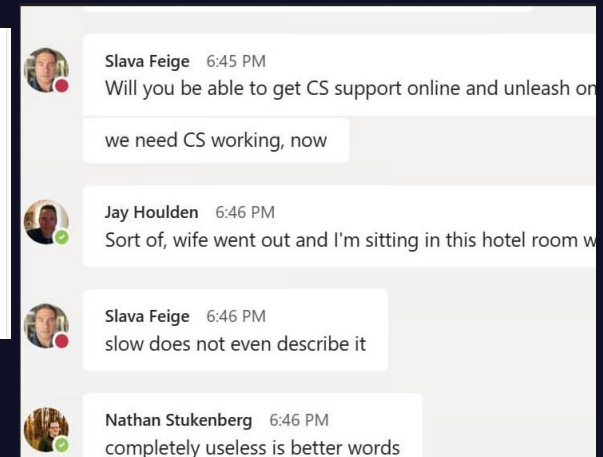 Slava Feige 6:45 PM
Will you be able to get CS support online and unleash on
we need CS working, now
Jay Houlden 6:46 PM
Sort of, wife went out and I'm sitting in this hotel room w
Slava Feige 6:46 PM
slow does not even describe it
Nathan Stukenberg 6:46 PM
completely useless is better words